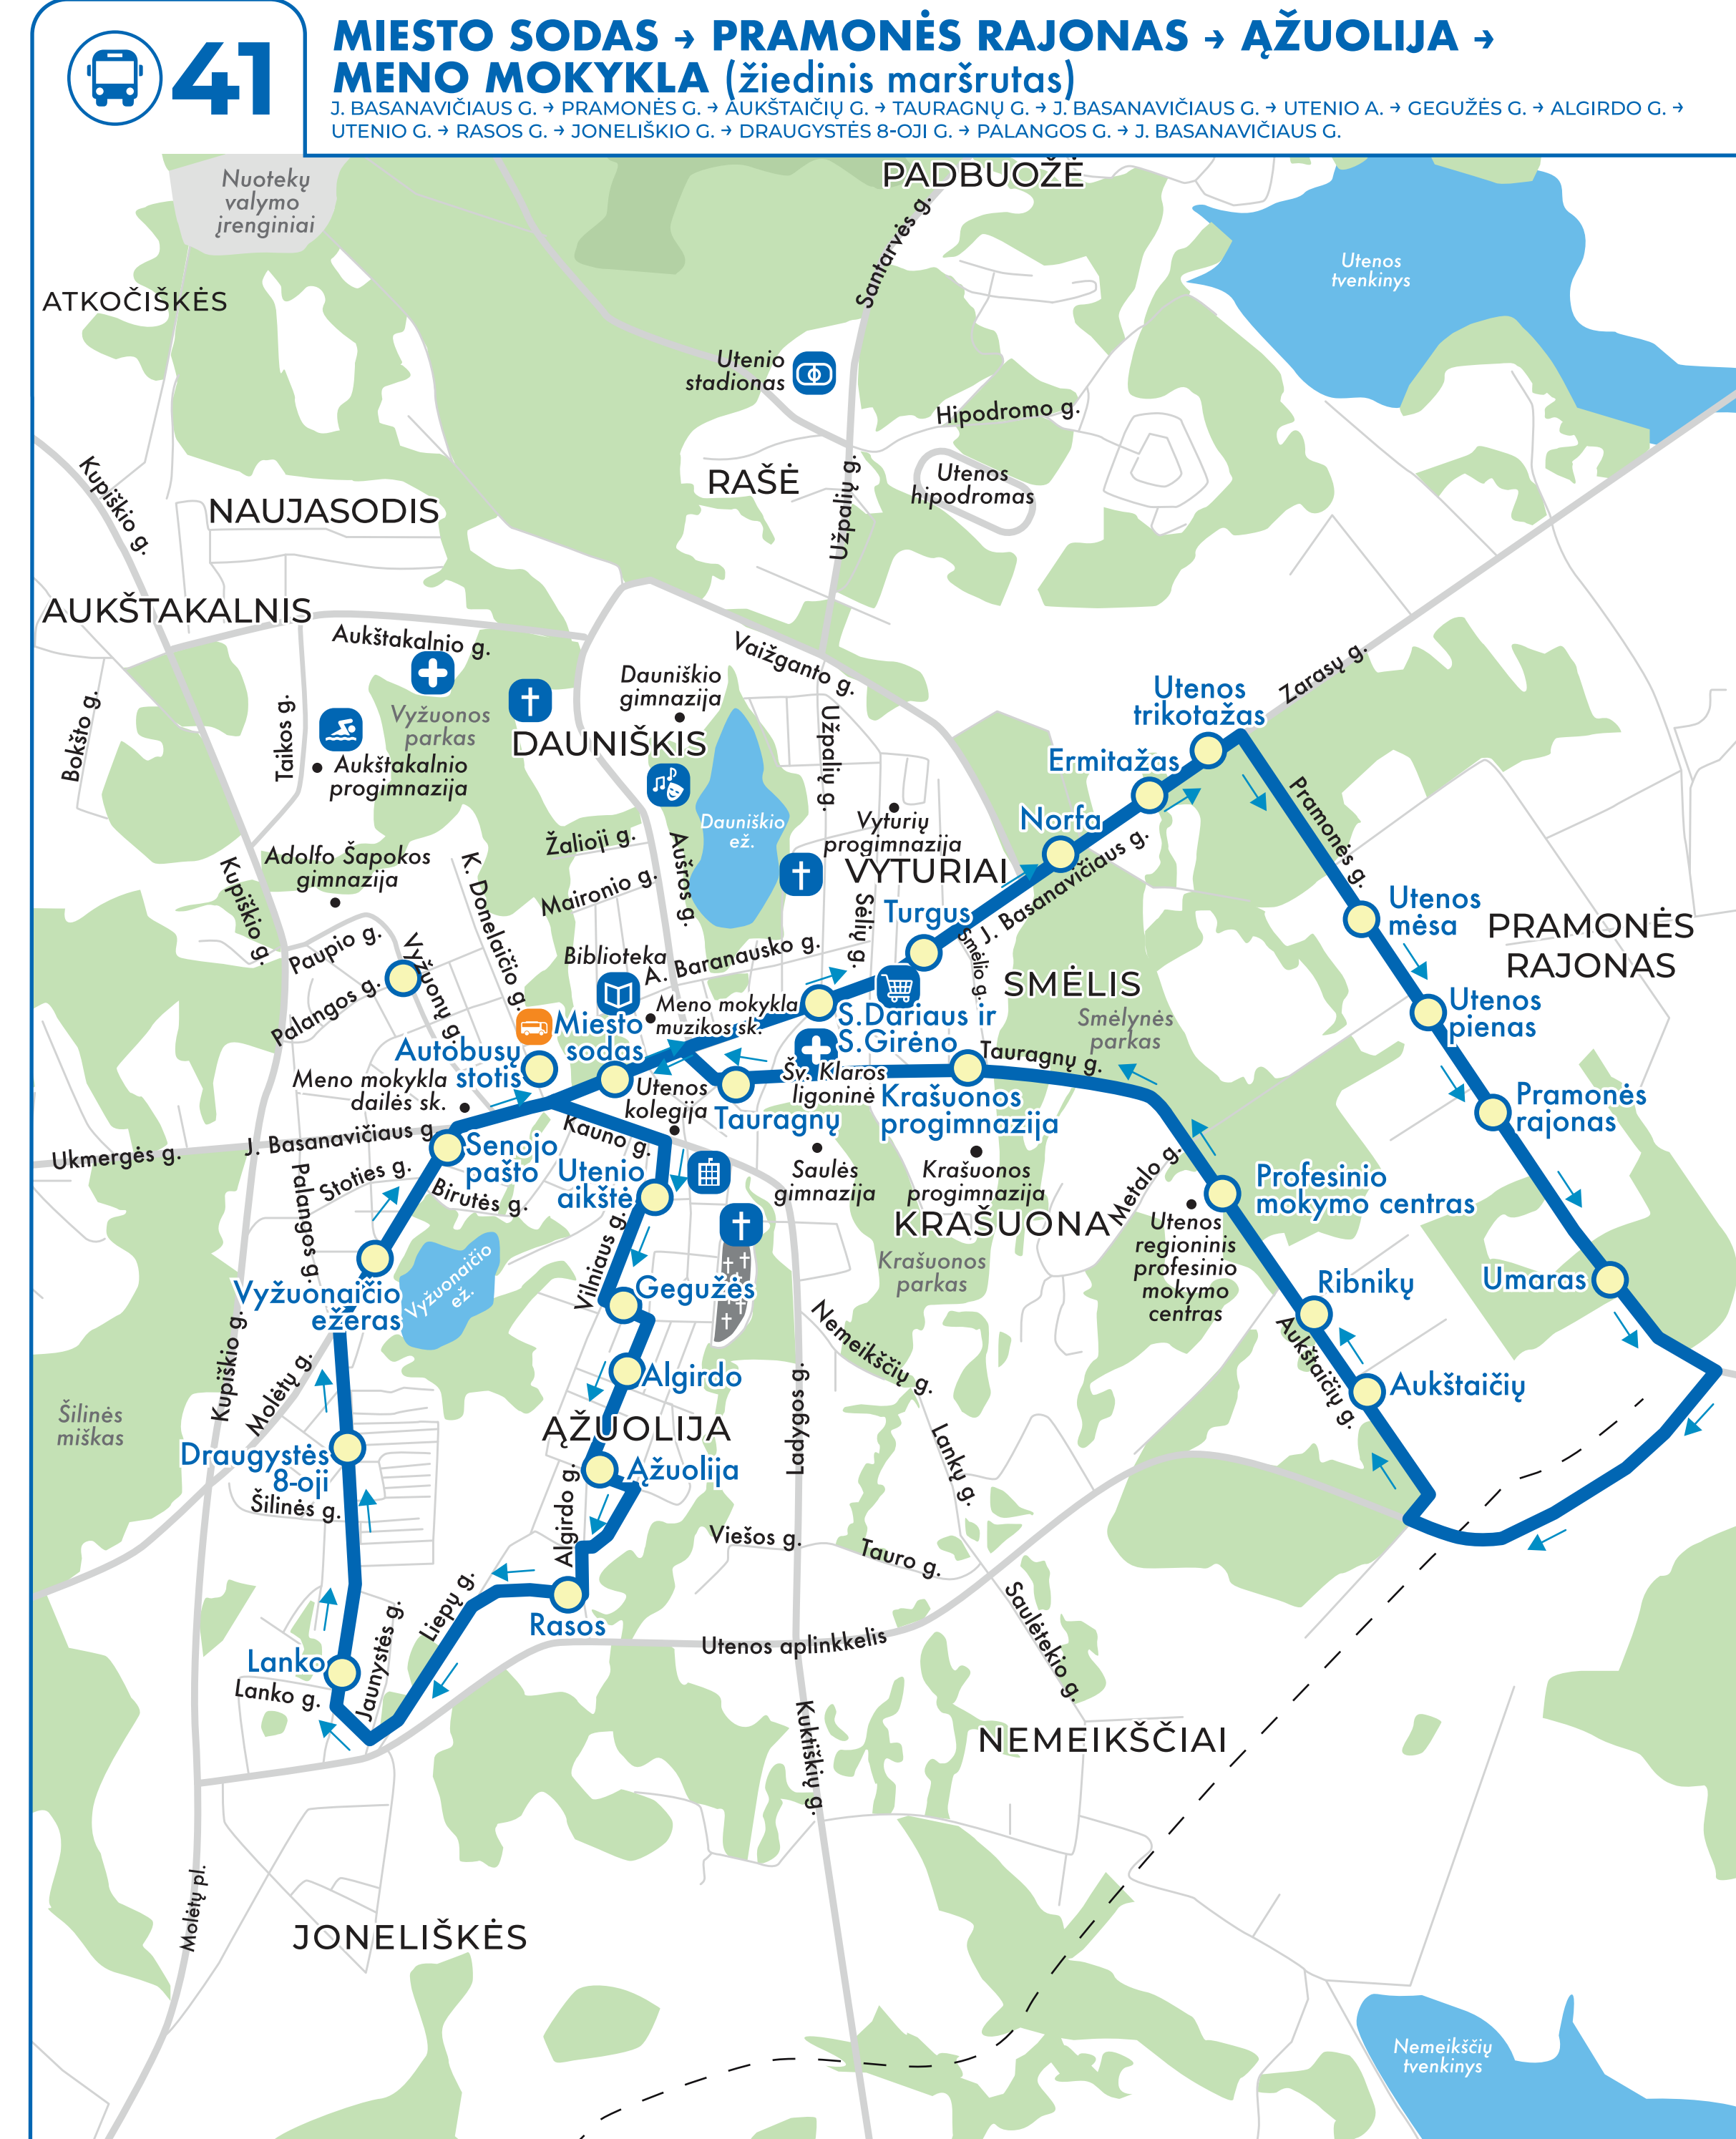 41
MIESTO SODAS → PRAMONĖS RAJONAS → ĄŽUOLIJA →
MENO MOKYKLA (žiedinis maršrutas)
J. BASANAVIČIAUS G. → PRAMONĖS G. → AUKŠTAIČIŲ G. → TAURAGNŲ G. → J. BASANAVIČIAUS G. → UTENIO A. → GEGUŽĖS G. → ALGIRDO G. →
UTENIO G. → RASOS G. → JONELIŠKIO G. → DRAUGYSTĖS 8-OJI G. → PALANGOS G. → J. BASANAVIČIAUS G.
PADBUOŽĖ
Nuotekų
valymo
įrenginiai
Santarvės g.
Utenos
tvenkinys
ATKOČIŠKĖS
Utenio
stadionas
Hipodromo g.
Kupiškio g.
RAŠĖ
Užpalių g.
Utenos
hipodromas
NAUJASODIS
AUKŠTAKALNIS
Aukštakalnio g.
Vaižganto g.
Zarasų g.
Dauniškio
gimnazija
Utenos
trikotažas
Bokšto g.
Taikos g.
Vyžuonos
parkas
DAUNIŠKIS
Užpalių g.
Ermitažas
Aukštakalnio
progimnazija
Pramonės g.
Dauniškio
ež.
Vyturių
progimnazija
Norfa
Žalioji g.
Aušros g.
VYTURIAI
J. Basanavičiaus g.
Adolfo Šapokos
gimnazija
K. Donelaičio g.
Maironio g.
Kupiškio g.
Sėlių g.
Turgus
Utenos
mėsa
PRAMONĖS
RAJONAS
Paupio g.
Vyžuonų g.
Biblioteka
A. Baranausko g.
Smėlio g.
SMĖLIS
Palangos g.
Meno mokykla
muzikos sk.
S.Dariaus ir
S.Girėno
Smėlynės
parkas
Utenos
pienas
Miesto
sodas
Autobusų
stotis
Tauragnų g.
Meno mokykla
dailės sk.
Utenos
kolegija
Šv. Klaros
ligoninė
Tauragnų
Krašuonos
progimnazija
Pramonės
rajonas
Ukmergės g.
J. Basanavičiaus g.
Kauno g.
Senojo
pašto
Stoties g.
Palangos g.
Birutės g.
Utenio
aikštė
Saulės
gimnazija
Krašuonos
progimnazija
Metalo g.
Profesinio
mokymo centras
KRAŠUONA
Utenos
regioninis
profesinio
mokymo
centras
Vilniaus g.
Krašuonos
parkas
Vyžuonaičio
ež.
Vyžuonaičio
ežeras
Gegužės
Ribnikų
Umaras
Kupiškio g.
Molėtų g.
Nemeikščių g.
Aukštaičių g.
Algirdo
Aukštaičių
Ladygos g.
Šilinės
miškas
ĄŽUOLIJA
Lankų g.
Draugystės
8-oji
Ąžuolija
Šilinės g.
Algirdo g.
Viešos g.
Tauro g.
Liepų g.
Rasos
Saulėtekio g.
Lanko
Jaunystės g.
Lanko g.
Utenos aplinkkelis
Kuktiškių g.
NEMEIKŠČIAI
Molėtų pl.
JONELIŠKĖS
Nemeikščių
tvenkinys